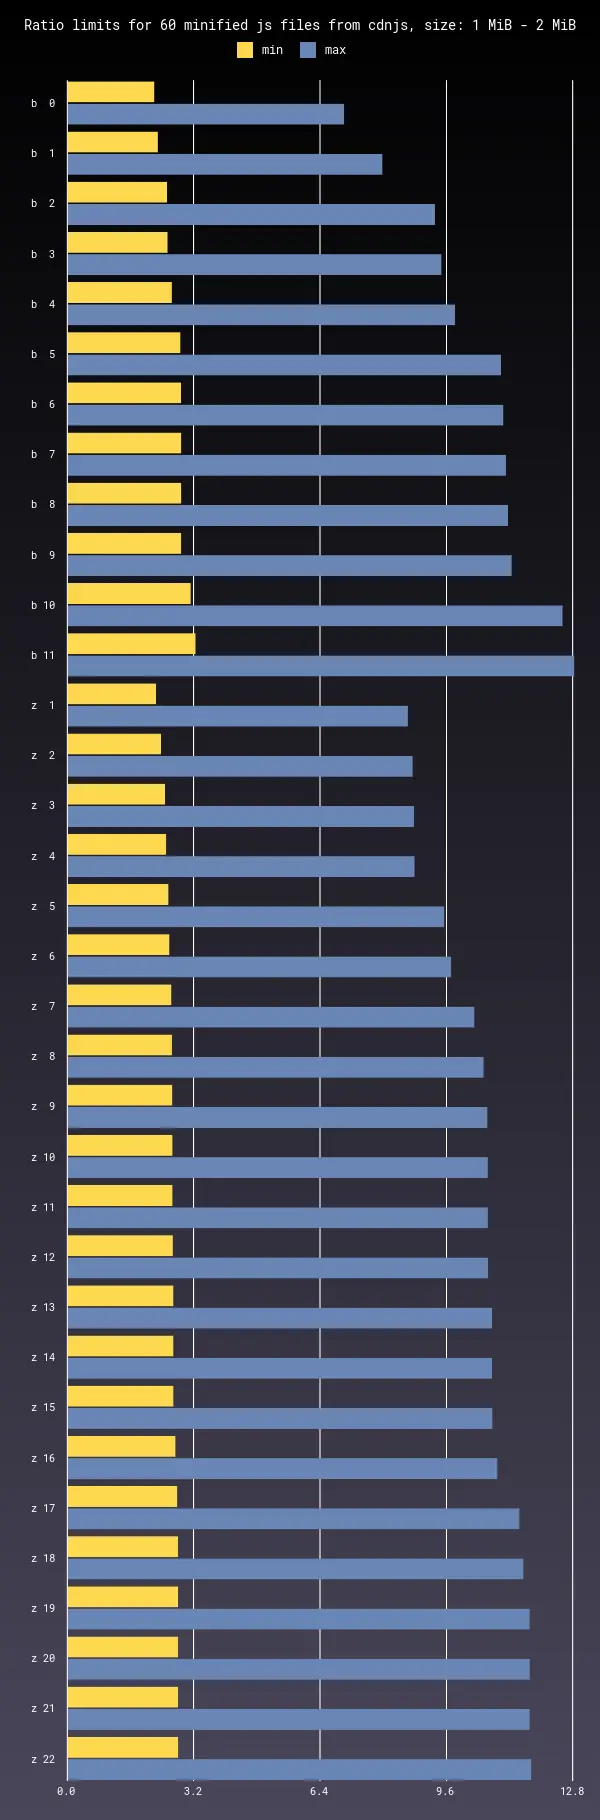 Ratio limits for 60 minified js files from cdnjs, size: 1 MiB - 2 MiB
min max
b 0
b 1
b 2
b 3
b 4
b 5
b 6
b 7
b 8
b 9
b 10
b 11
z 1
z 2
z 3
z 4
z 5
z 6
z 7
z 8
z 9
z 10
z 11
z 12
z 13
z 14
z 15
z 16
z 17
z 18
z 19
z 20
z 21
z 22
0.0 3.2 6.4 9.6 12.8